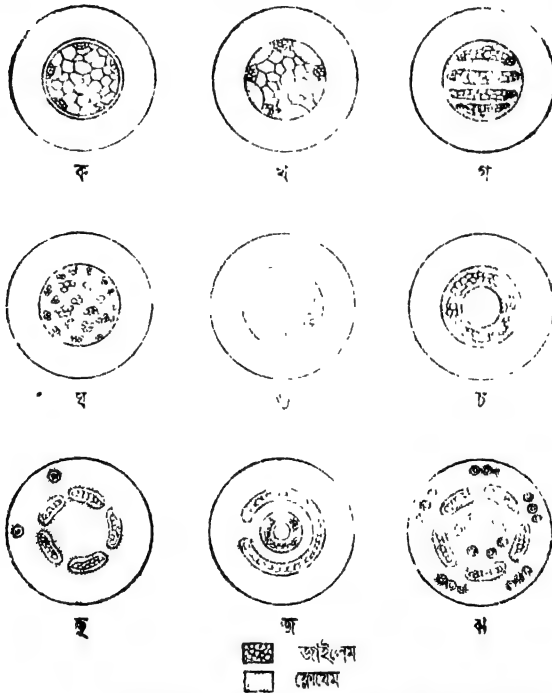 ক খ গ
ঘ ঙ চ
ছ জ ঝ
জাইলেম
ফ্লোয়েম